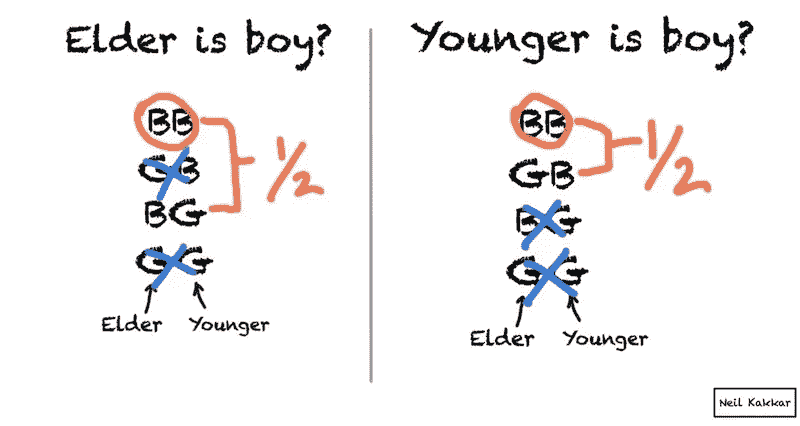 Elder is boy?
BB
GB
BG
GG
1/2
Elder Younger
Younger is boy?
BB
GB
BG
GG
1/2
Elder Younger
Neil Kakkar